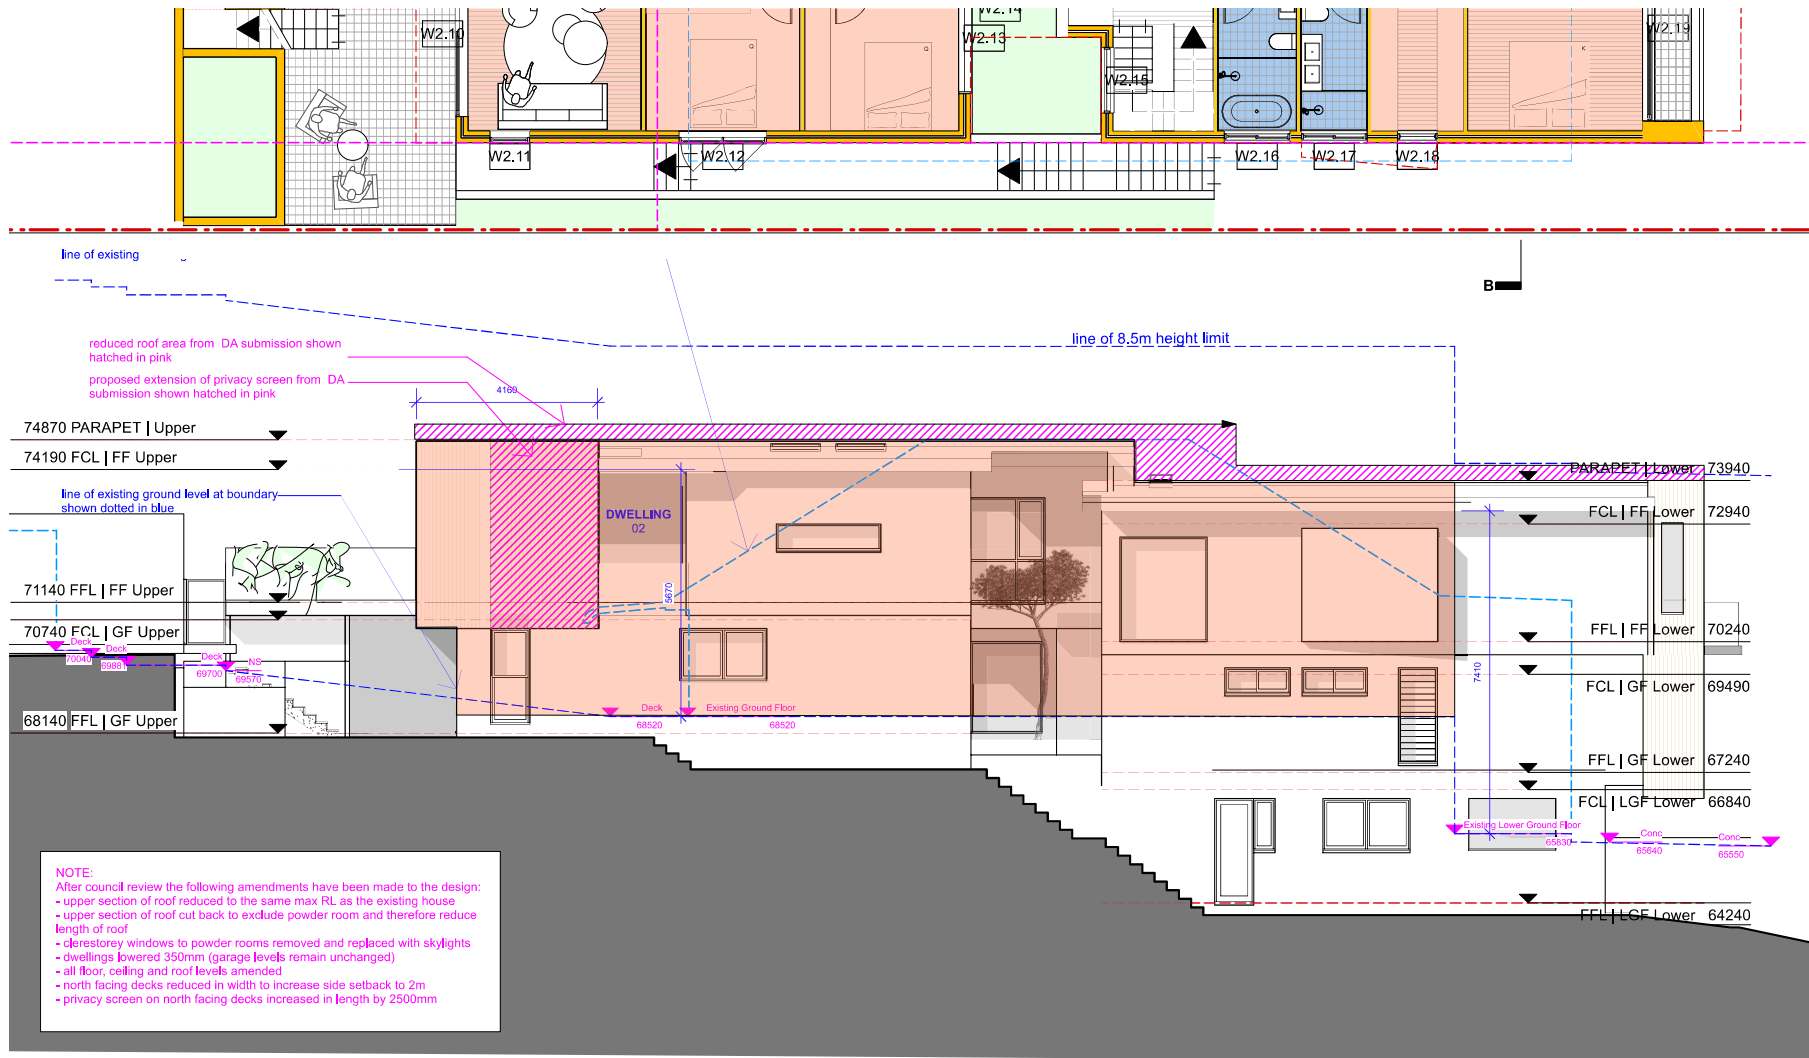 W2.10
W2.14
W2.13
W2.19
W2.15
W2.11
W2.12
W2.16
W2.17
W2.18
line of existing
B
line of 8.5m height limit
reduced roof area from DA submission shown
hatched in pink
proposed extension of privacy screen from DA
submission shown hatched in pink
4160
74870 PARAPET | Upper
74190 FCL | FF Upper
PARAPET | Lower 73940
line of existing ground level at boundary
shown dotted in blue
DWELLING
02
FCL | FF Lower 72940
71140 FFL | FF Upper
5670
70740 FCL | GF Upper
FFL | FF Lower 70240
Deck
70040
Deck
69881
Deck
69700
NS
69570
7410
FCL | GF Lower 69490
68140 FFL | GF Upper
Deck
68520
Existing Ground Floor
68520
FFL | GF Lower 67240
FCL | LGF Lower 66840
Existing Lower Ground Floor
65830
Conc
65640
Conc
FFL | LGF Lower 64240
NOTE:
After council review the following amendments have been made to the design:
- upper section of roof reduced to the same max RL as the existing house
- upper section of roof cut back to exclude powder room and therefore reduce
length of roof
- clerestorey windows to powder rooms removed and replaced with skylights
- dwellings lowered 350mm (garage levels remain unchanged)
- all floor, ceiling and roof levels amended
- north facing decks reduced in width to increase side setback to 2m
- privacy screen on north facing decks increased in length by 2500mm